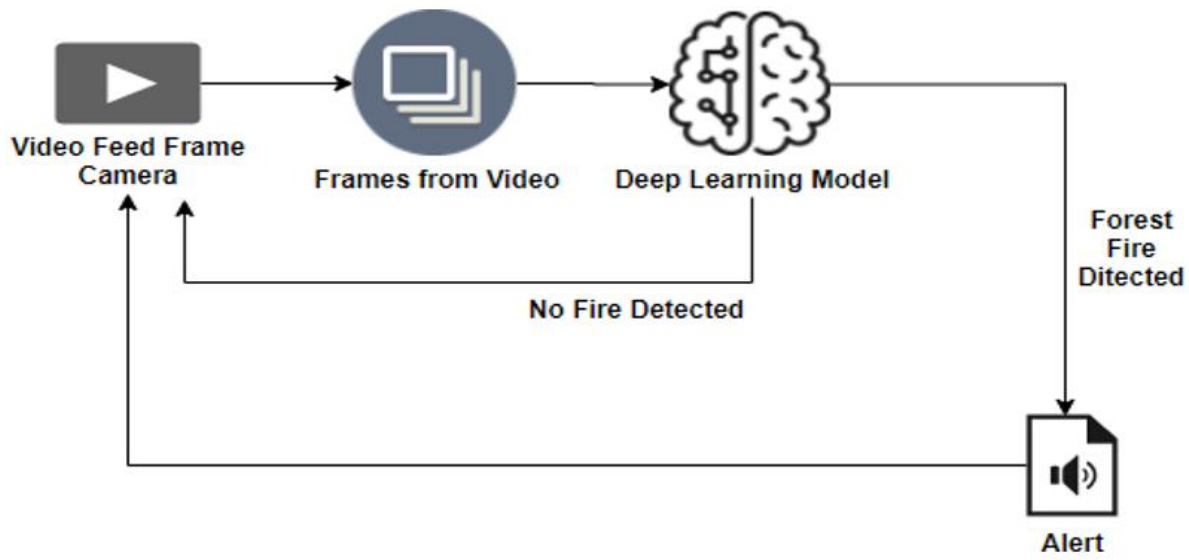 Video Feed Frame
Camera
Frames from Video
Deep Learning Model
Forest
Fire
Ditected
No Fire Detected
Alert